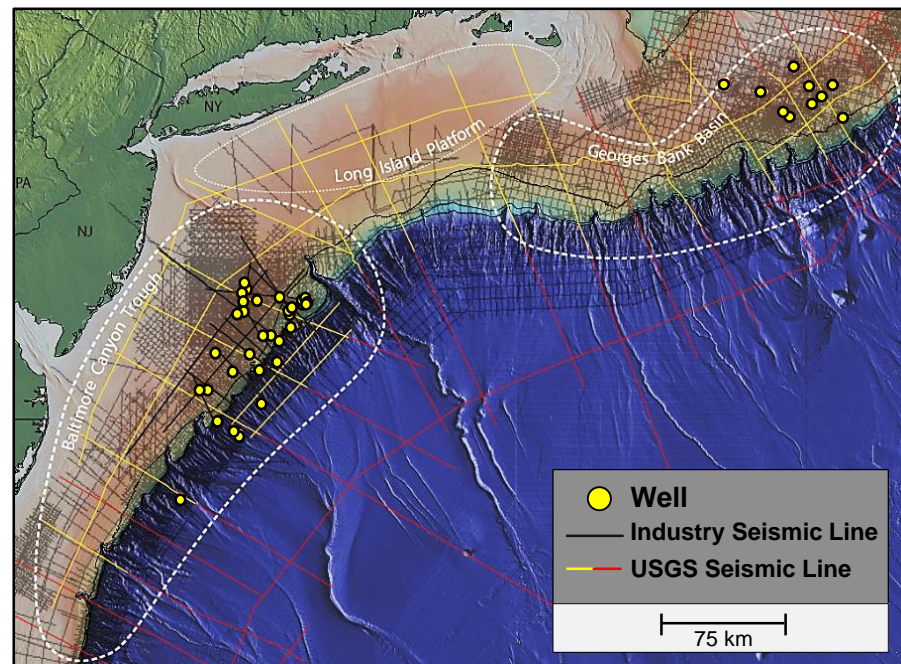 NY
PA
NJ
Long Island Platform
Georges Bank Basin
Baltimore Canyon Trough
Well
Industry Seismic Line
USGS Seismic Line
75 km